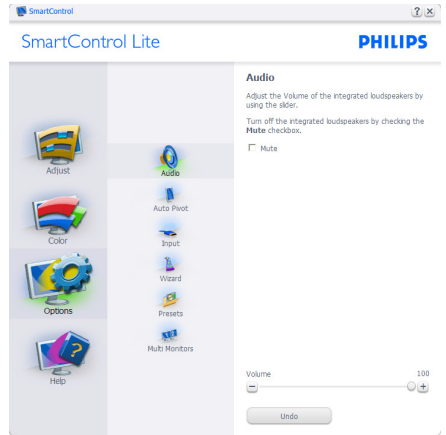 SmartControl
SmartControl Lite
PHILIPS
Adjust
Color
Options
Help
Audio
Auto Pivot
Input
Wizard
Presets
Multi Monitors
Audio
Adjust the Volume of the integrated loudspeakers by
using the slider.
Turn off the integrated loudspeakers by checking the
Mute checkbox.
Mute
Volume 100
Undo